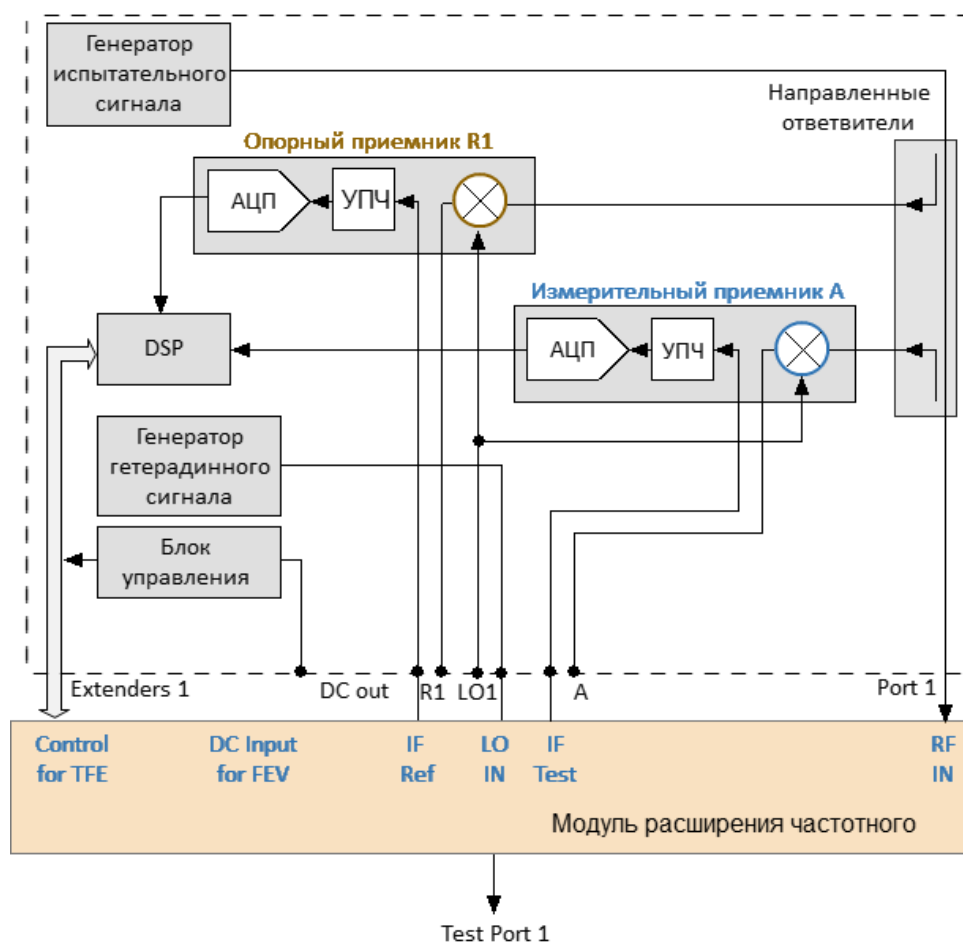 Генератор
испытательного
сигнала
Направленные
ответвители
Опорный приемник R1
АЦП
УПЧ
Измерительный приемник А
DSP
АЦП
УПЧ
Генератор
гетерадинного
сигнала
Блок
управления
Extenders 1
DC out
R1
LO1
A
Port 1
Control
for TFE
DC Input
for FEV
IF
Ref
LO
IN
IF
Test
RF
IN
Модуль расширения частотного
Test Port 1